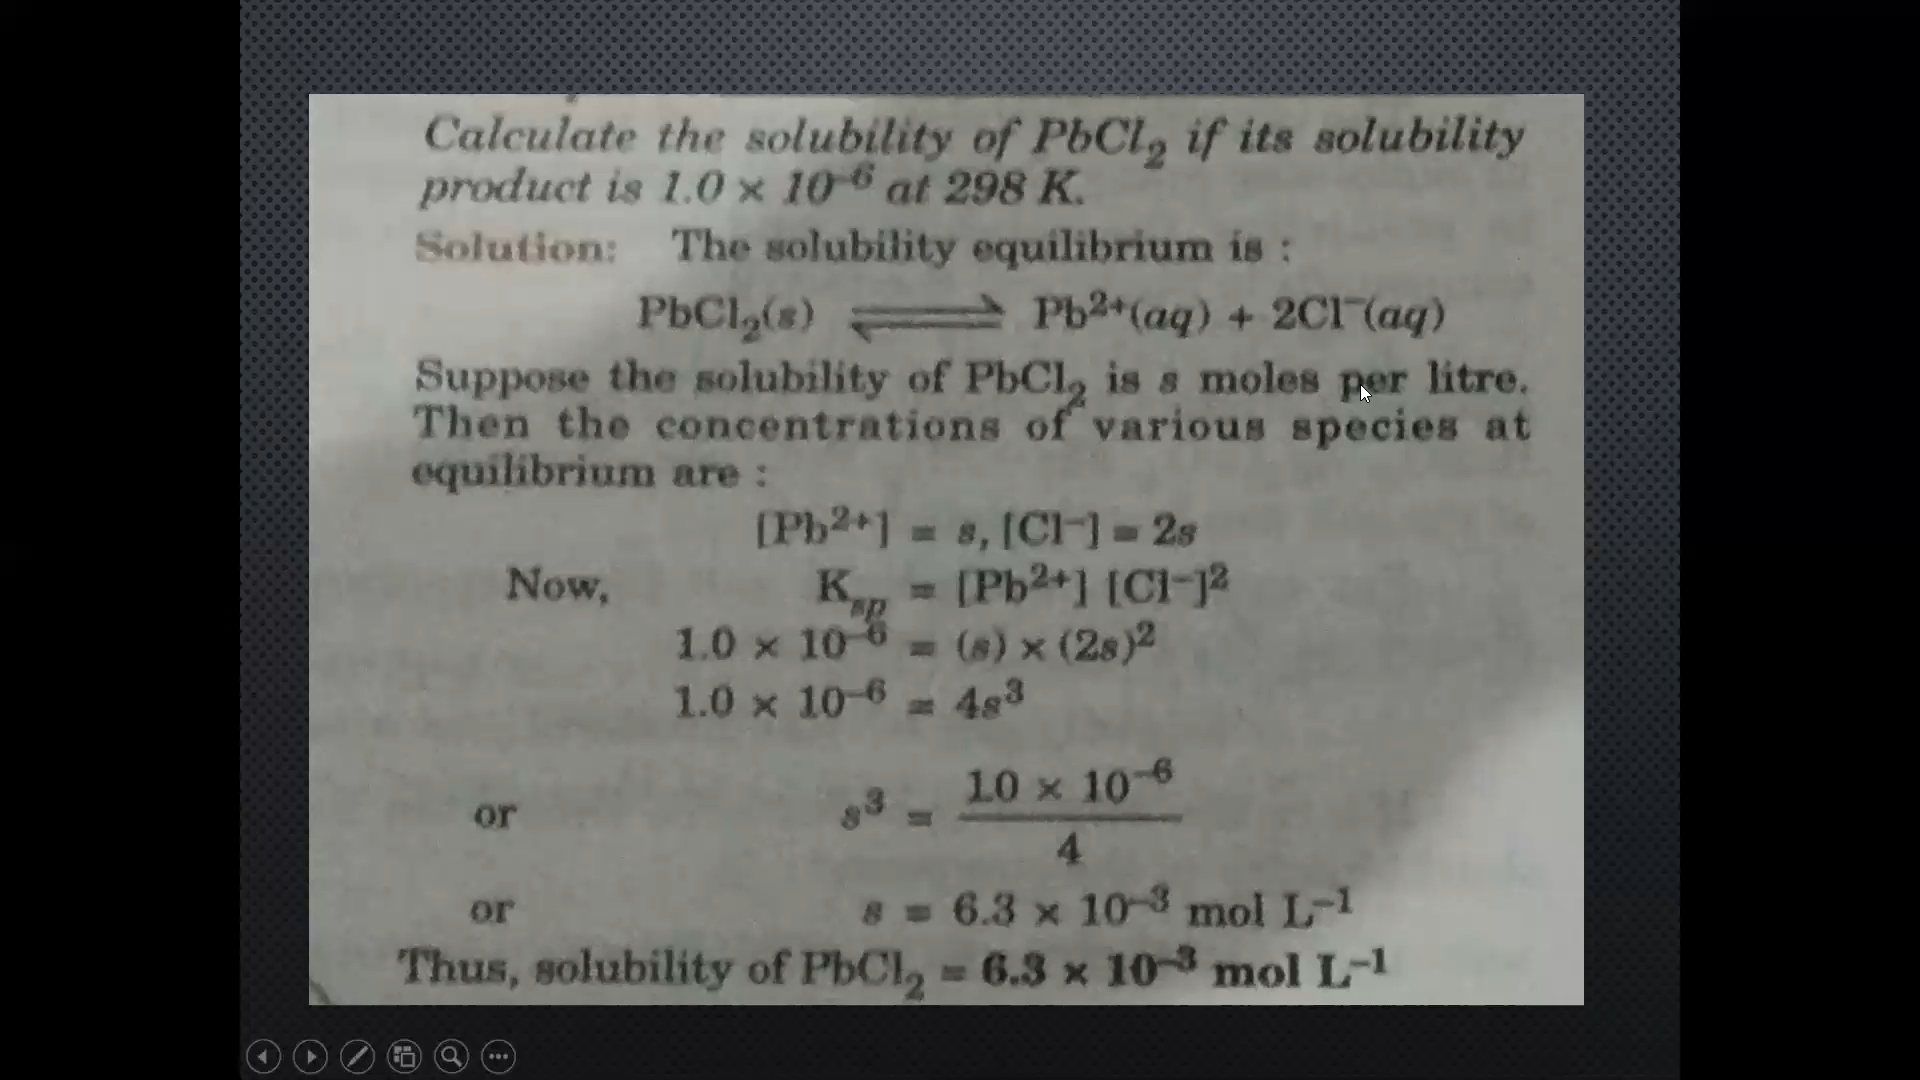 Calculate the solubility of PbCl₂ if its solubility
product is 1.0 × 10⁻⁶ at 298 K.
Solution: The solubility equilibrium is :
PbCl₂(s) ⇌ Pb²⁺(aq) + 2Cl⁻(aq)
Suppose the solubility of PbCl₂ is s moles per litre.
Then the concentrations of various species at
equilibrium are :
[Pb²⁺] = s, [Cl⁻] = 2s
Now, Kₛₚ = [Pb²⁺] [Cl⁻]²
1.0 × 10⁻⁶ = (s) × (2s)²
1.0 × 10⁻⁶ = 4s³
or s³ = 1.0 × 10⁻⁶ / 4
or s = 6.3 × 10⁻³ mol L⁻¹
Thus, solubility of PbCl₂ = 6.3 × 10⁻³ mol L⁻¹